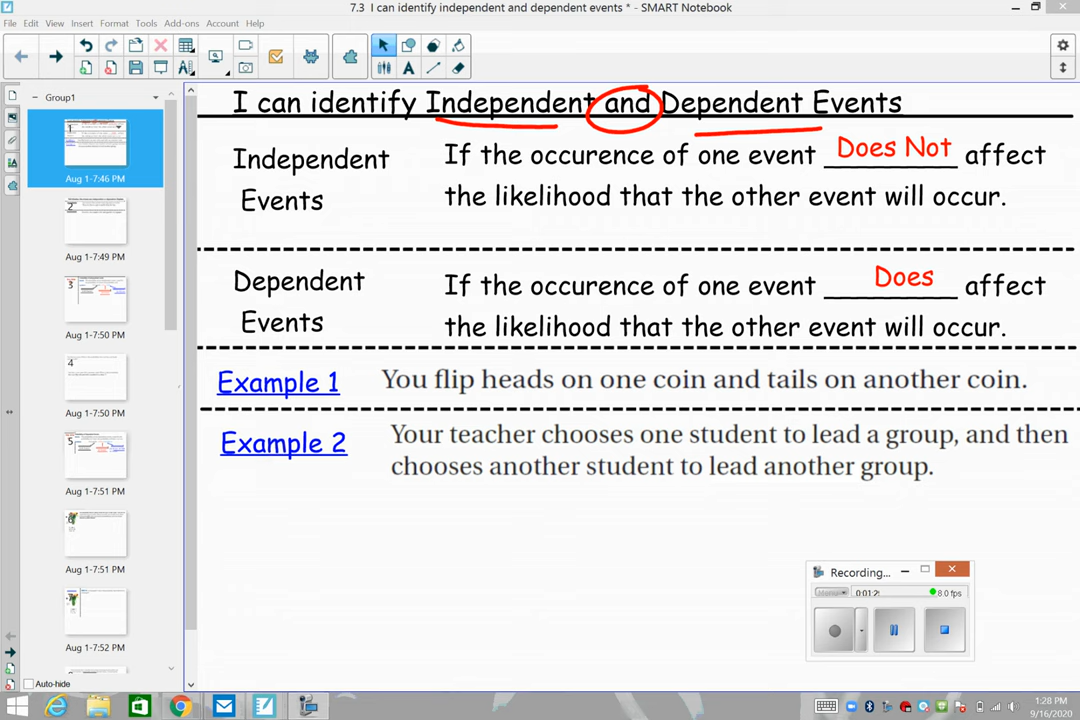 7.3 I can identify independent and dependent events * - SMART Notebook
File Edit View Insert Format Tools Add-ons Account Help
Group1
1
Aug 1-7:46 PM
2
Aug 1-7:49 PM
3
Aug 1-7:50 PM
4
Aug 1-7:50 PM
5
Aug 1-7:51 PM
Aug 1-7:51 PM
Aug 1-7:52 PM
Auto-hide
I can identify Independent and Dependent Events
Independent Events
If the occurence of one event Does Not affect
the likelihood that the other event will occur.
Dependent Events
If the occurence of one event Does affect
the likelihood that the other event will occur.
Example 1 You flip heads on one coin and tails on another coin.
Example 2 Your teacher chooses one student to lead a group, and then
chooses another student to lead another group.
Recording...
8.0 fps
1:28 PM
9/16/2020